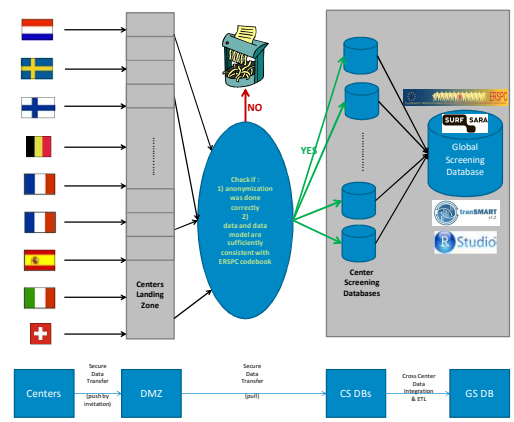 NO
ERSPC
SURF SARA
Global
Screening
Database
YES
Check if :
1) anonymization
was done
correctly
2)
data and data
model are
sufficiently
consistent with
ERSPC codebook
tranSMART
v1.2
R Studio
Centers
Landing
Zone
Center
Screening
Databases
Secure
Data
Transfer
(push by
invitation)
Secure
Data
Transfer
(pull)
Cross Center
Data
Integration
& ETL
Centers
DMZ
CS DBs
GS DB